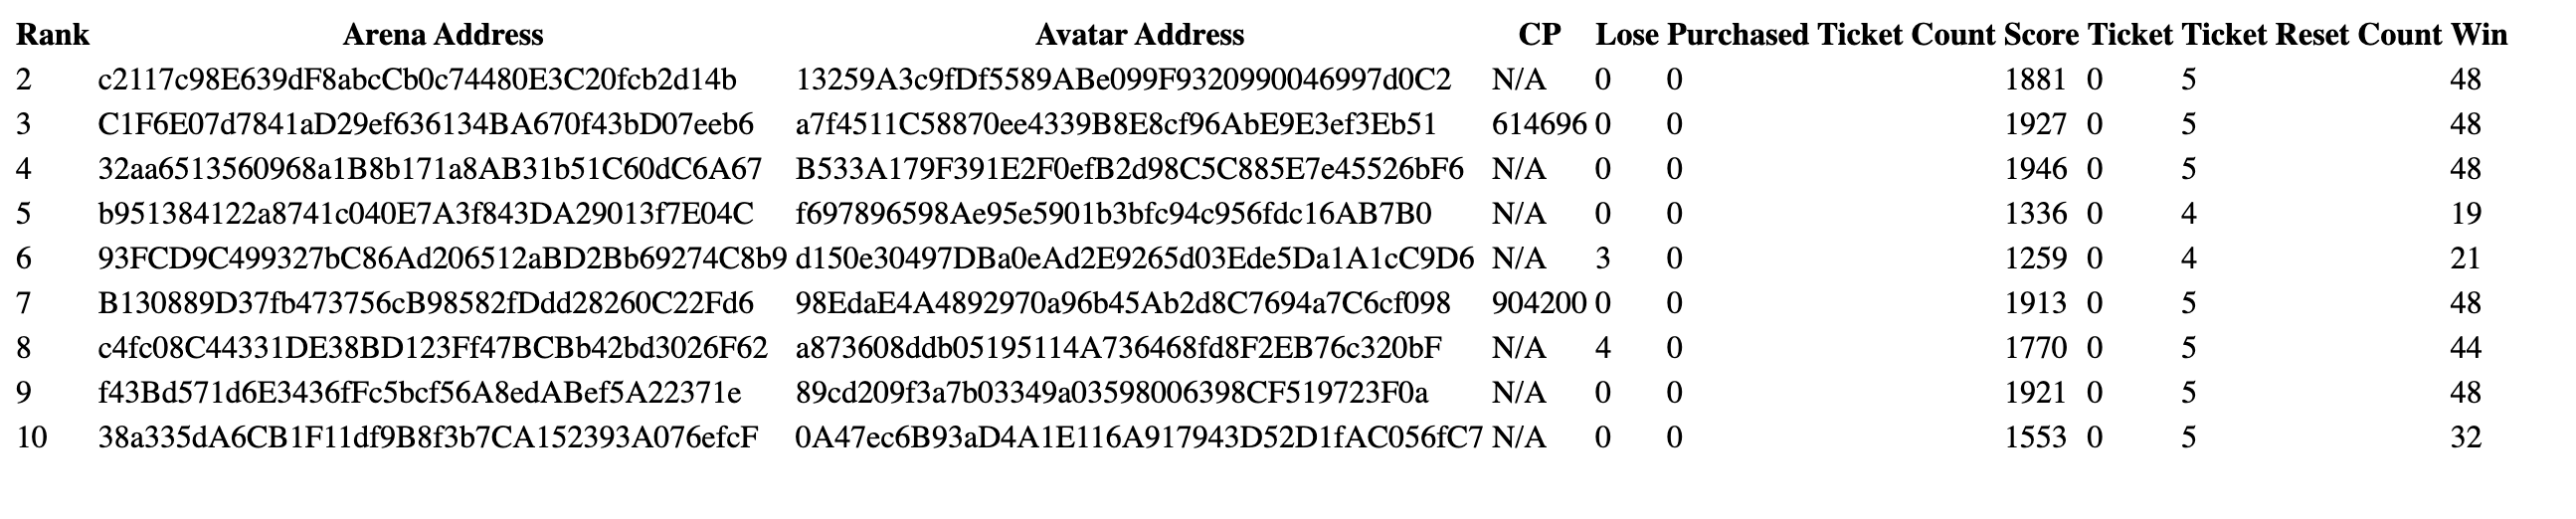 Rank Arena Address Avatar Address CP Lose Purchased Ticket Count Score Ticket Ticket Reset Count Win
2 c2117c98E639dF8abcCb0c74480E3C20fcb2d14b 13259A3c9fDf5589ABe099F9320990046997d0C2 N/A 0 0 1881 0 5 48
3 C1F6E07d7841aD29ef636134BA670f43bD07eeb6 a7f4511C58870ee4339B8E8cf96AbE9E3ef3Eb51 614696 0 0 1927 0 5 48
4 32aa6513560968a1B8b171a8AB31b51C60dC6A67 B533A179F391E2F0efB2d98C5C885E7e45526bF6 N/A 0 0 1946 0 5 48
5 b951384122a8741c040E7A3f843DA29013f7E04C f697896598Ae95e5901b3bfc94c956fdc16AB7B0 N/A 0 0 1336 0 4 19
6 93FCD9C499327bC86Ad206512aBD2Bb69274C8b9 d150e30497DBa0eAd2E9265d03Ede5Da1A1cC9D6 N/A 3 0 1259 0 4 21
7 B130889D37fb473756cB98582fDdd28260C22Fd6 98EdaE4A4892970a96b45Ab2d8C7694a7C6cf098 904200 0 0 1913 0 5 48
8 c4fc08C44331DE38BD123Ff47BCBb42bd3026F62 a873608ddb05195114A736468fd8F2EB76c320bF N/A 4 0 1770 0 5 44
9 f43Bd571d6E3436fFc5bcf56A8edABef5A22371e 89cd209f3a7b03349a03598006398CF519723F0a N/A 0 0 1921 0 5 48
10 38a335dA6CB1F11df9B8f3b7CA152393A076efcF 0A47ec6B93aD4A1E116A917943D52D1fAC056fC7 N/A 0 0 1553 0 5 32